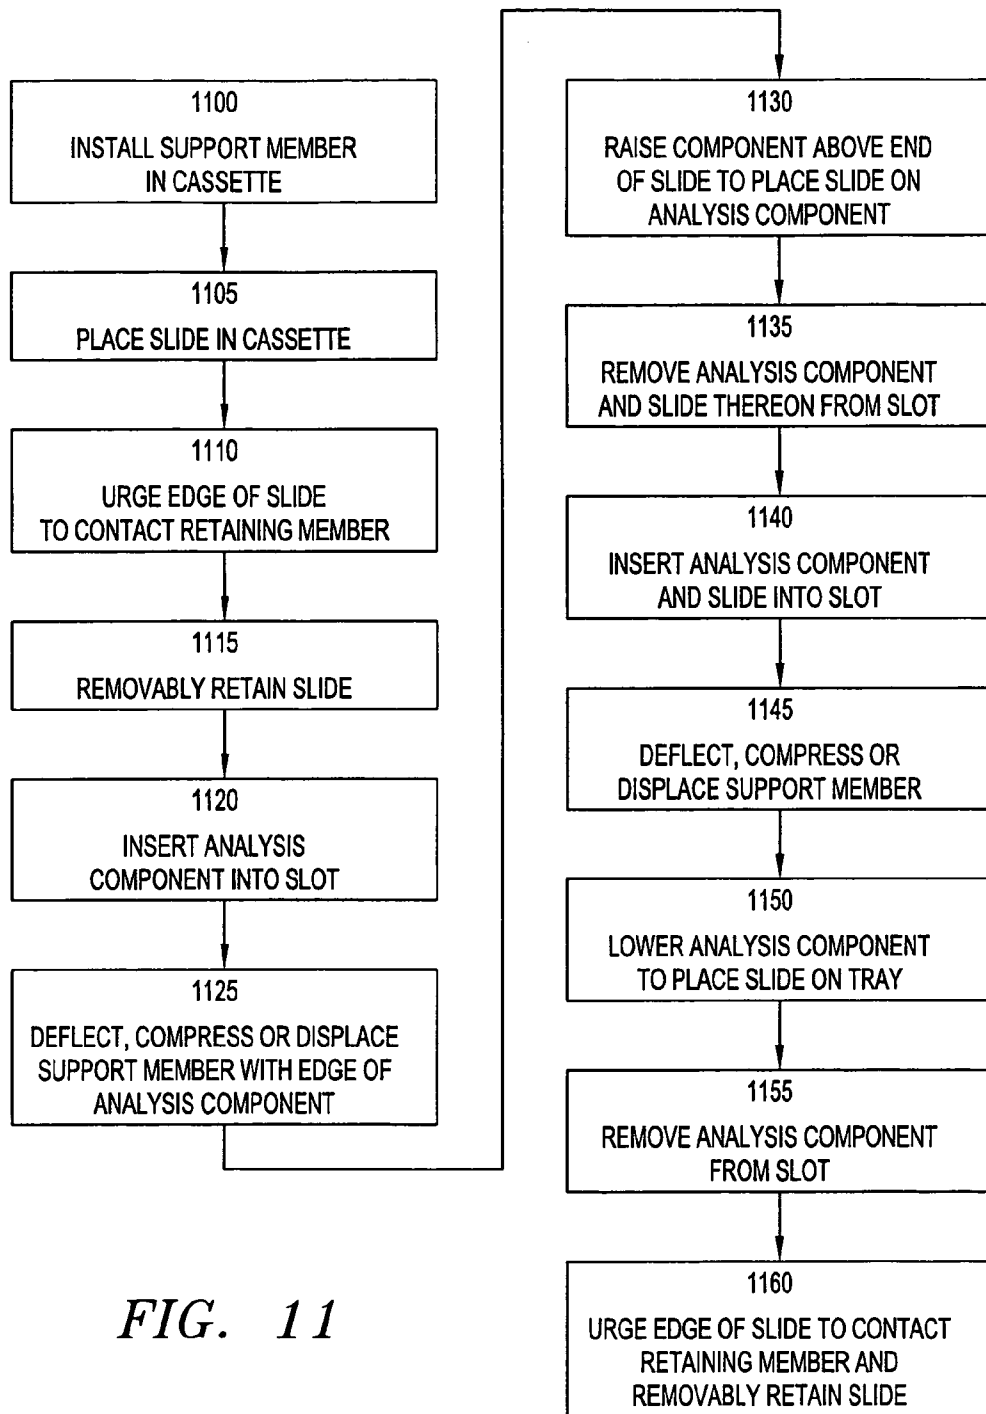 1100
INSTALL SUPPORT MEMBER
IN CASSETTE
1105
PLACE SLIDE IN CASSETTE
1110
URGE EDGE OF SLIDE
TO CONTACT RETAINING MEMBER
1115
REMOVABLY RETAIN SLIDE
1120
INSERT ANALYSIS
COMPONENT INTO SLOT
1125
DEFLECT, COMPRESS OR DISPLACE
SUPPORT MEMBER WITH EDGE OF
ANALYSIS COMPONENT
1130
RAISE COMPONENT ABOVE END
OF SLIDE TO PLACE SLIDE ON
ANALYSIS COMPONENT
1135
REMOVE ANALYSIS COMPONENT
AND SLIDE THEREON FROM SLOT
1140
INSERT ANALYSIS COMPONENT
AND SLIDE INTO SLOT
1145
DEFLECT, COMPRESS OR
DISPLACE SUPPORT MEMBER
1150
LOWER ANALYSIS COMPONENT
TO PLACE SLIDE ON TRAY
1155
REMOVE ANALYSIS COMPONENT
FROM SLOT
1160
URGE EDGE OF SLIDE TO CONTACT
RETAINING MEMBER AND
REMOVABLY RETAIN SLIDE
FIG. 11